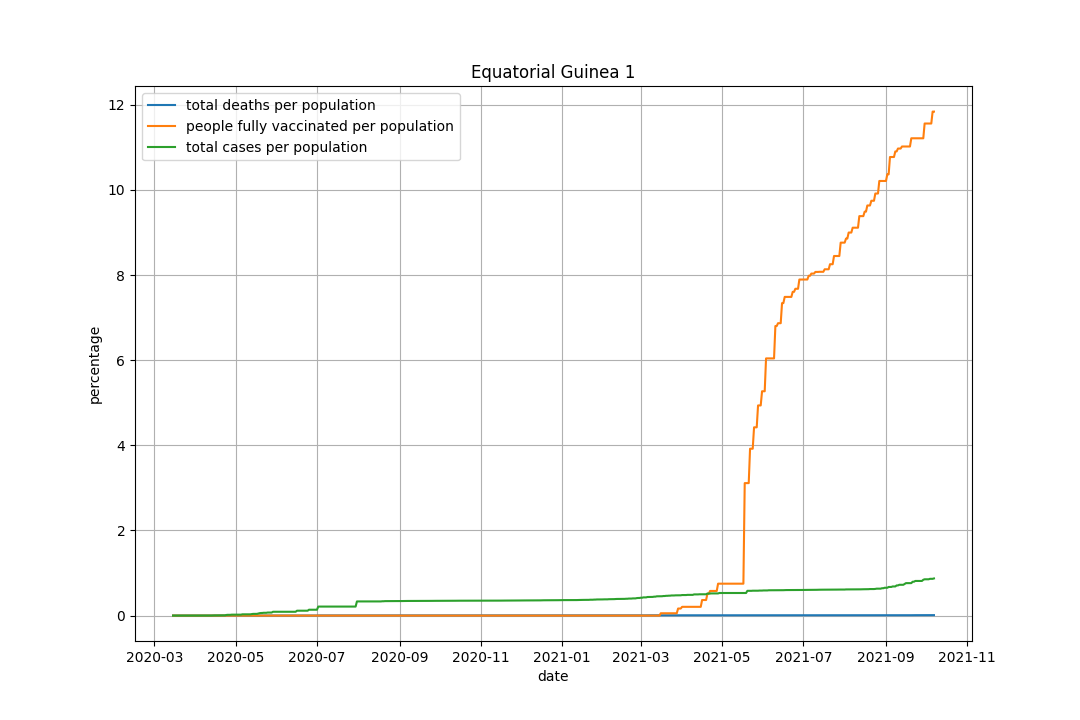 Equatorial Guinea 1
total deaths per population
people fully vaccinated per population
total cases per population
12
10
8
6
4
2
0
percentage
2020-03 2020-05 2020-07 2020-09 2020-11 2021-01 2021-03 2021-05 2021-07 2021-09 2021-11
date